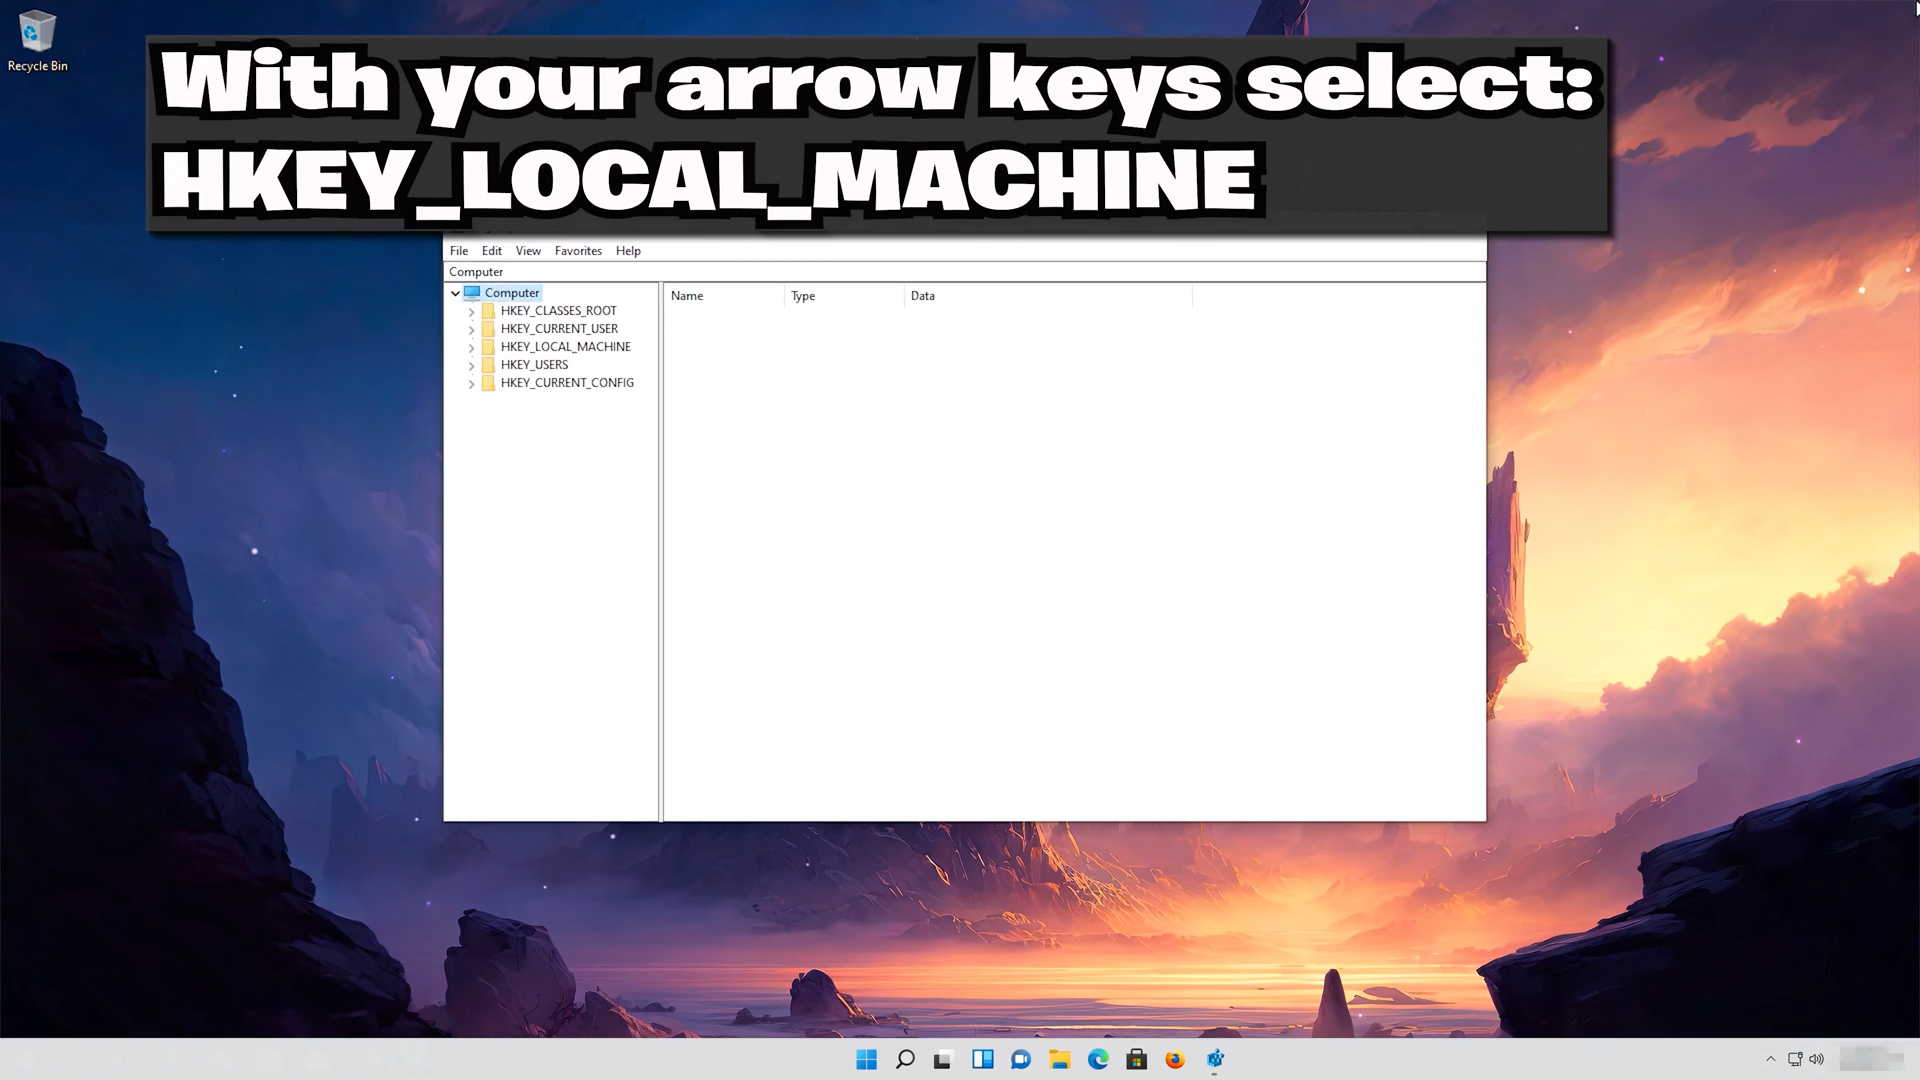 Recycle Bin
With your arrow keys select:
HKEY_LOCAL_MACHINE
File Edit View Favorites Help
Computer
Computer
HKEY_CLASSES_ROOT
HKEY_CURRENT_USER
HKEY_LOCAL_MACHINE
HKEY_USERS
HKEY_CURRENT_CONFIG
Name Type Data